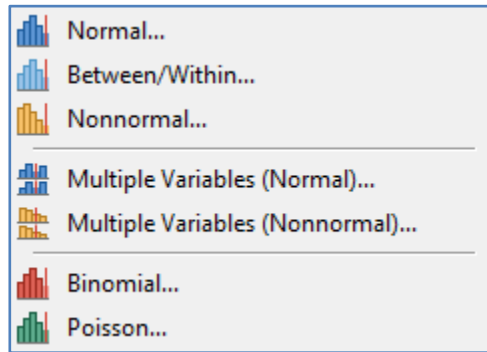 Normal...
Between/Within...
Nonnormal...
Multiple Variables (Normal)...
Multiple Variables (Nonnormal)...
Binomial...
Poisson...